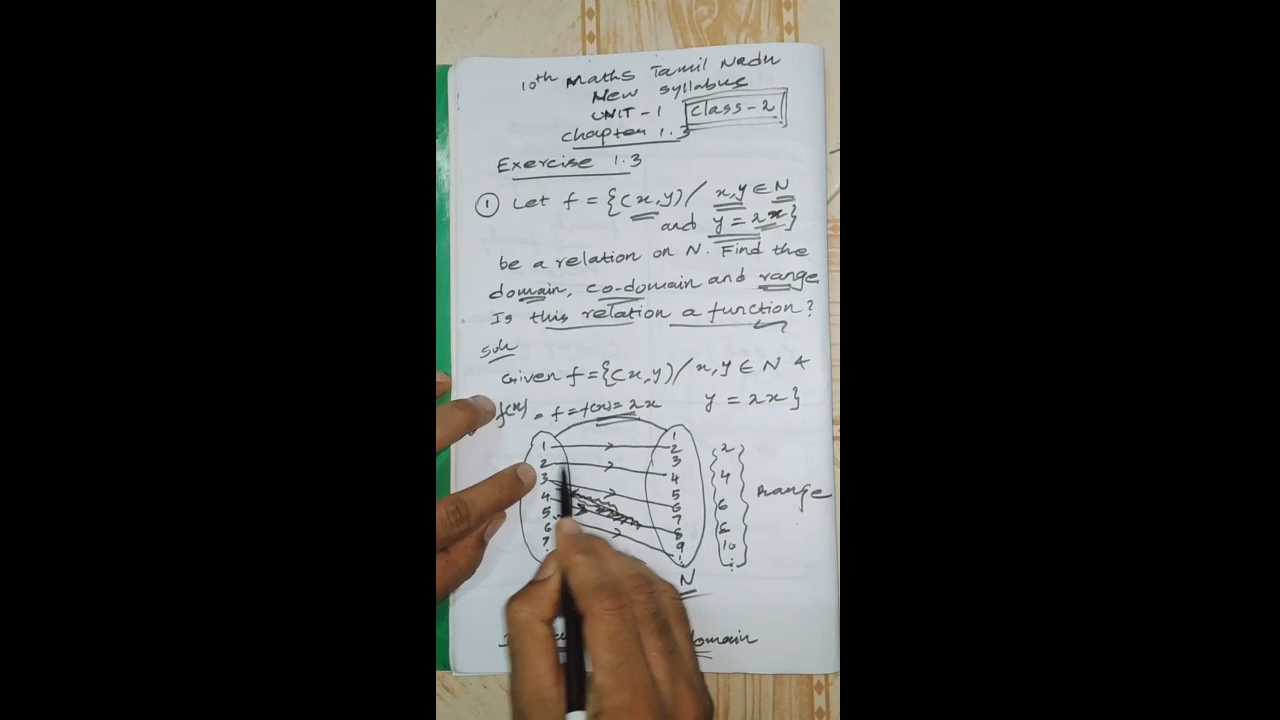 10th Maths Tamil Nadu
New syllabus
UNIT - 1 Class - 2
chapter 1.3
Exercise 1.3
① Let f = {(x,y) / x,y ∈ N
and y = 2x}
be a relation on N. Find the
domain, co-domain and range
Is this relation a function?
Soln
Given f = {(x,y) / x,y ∈ N &
y = 2x}
f(x) = f = f(x) = 2x
1 1
2 2 2
3 3
4 4 4
5 5
6 6 6
7 7
8 8
9 10
Range
N
domain